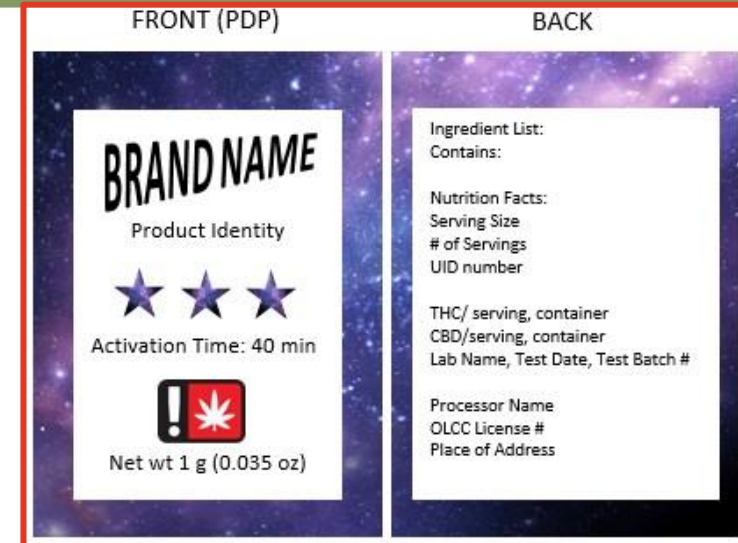 FRONT (PDP)
BRAND NAME
Product Identity
Activation Time: 40 min
!
Net wt 1 g (0.035 oz)
BACK
Ingredient List:
Contains:
Nutrition Facts:
Serving Size
# of Servings
UID number
THC/ serving, container
CBD/serving, container
Lab Name, Test Date, Test Batch #
Processor Name
OLCC License #
Place of Address